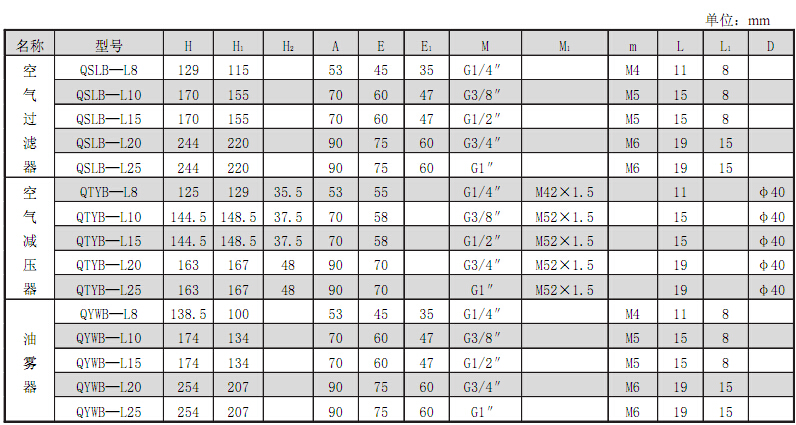 单位：mm
名称 型号 H H₁ H₂ A E E₁ M M₁ m L L₁ D
空气过滤器 QSLB—L8 129 115 53 45 35 G1/4″ M4 11 8
QSLB—L10 170 155 70 60 47 G3/8″ M5 15 8
QSLB—L15 170 155 70 60 47 G1/2″ M5 15 8
QSLB—L20 244 220 90 75 60 G3/4″ M6 19 15
QSLB—L25 244 220 90 75 60 G1″ M6 19 15
空气减压器 QTYB—L8 125 129 35.5 53 55 G1/4″ M42×1.5 11 φ40
QTYB—L10 144.5 148.5 37.5 70 58 G3/8″ M52×1.5 15 φ40
QTYB—L15 144.5 148.5 37.5 70 58 G1/2″ M52×1.5 15 φ40
QTYB—L20 163 167 48 90 70 G3/4″ M52×1.5 19 φ40
QTYB—L25 163 167 48 90 70 G1″ M52×1.5 19 φ40
油雾器 QYWB—L8 138.5 100 53 45 35 G1/4″ M4 11 8
QYWB—L10 174 134 70 60 47 G3/8″ M5 15 8
QYWB—L15 174 134 70 60 47 G1/2″ M5 15 8
QYWB—L20 254 207 90 75 60 G3/4″ M6 19 15
QYWB—L25 254 207 90 75 60 G1″ M6 19 15